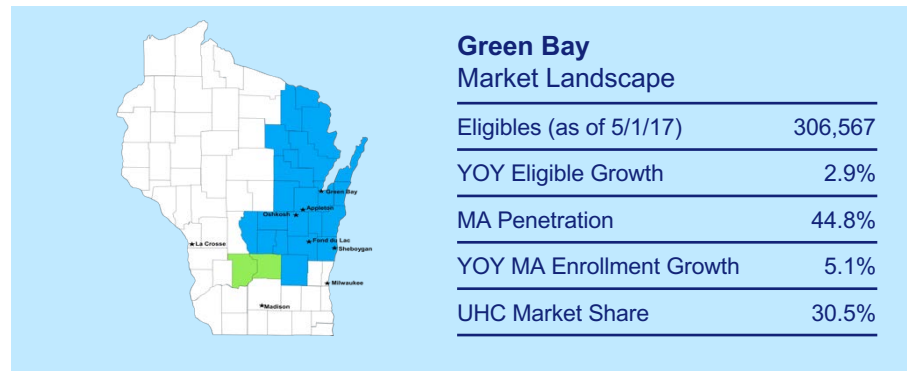 Green Bay
Market Landscape
Eligibles (as of 5/1/17) 306,567
YOY Eligible Growth 2.9%
MA Penetration 44.8%
YOY MA Enrollment Growth 5.1%
UHC Market Share 30.5%
Green Bay
Appleton
Oshkosh
La Crosse
Fond du Lac
Sheboygan
Milwaukee
Madison